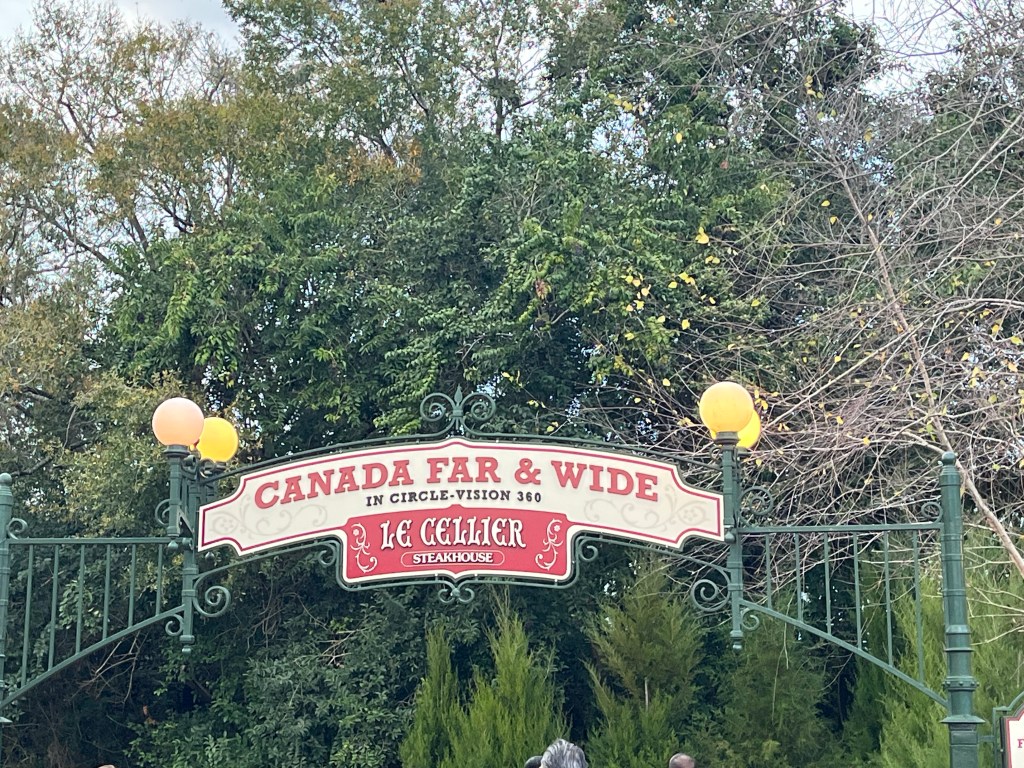 CANADA FAR & WIDE
IN CIRCLE-VISION 360
LE CELLIER
STEAKHOUSE